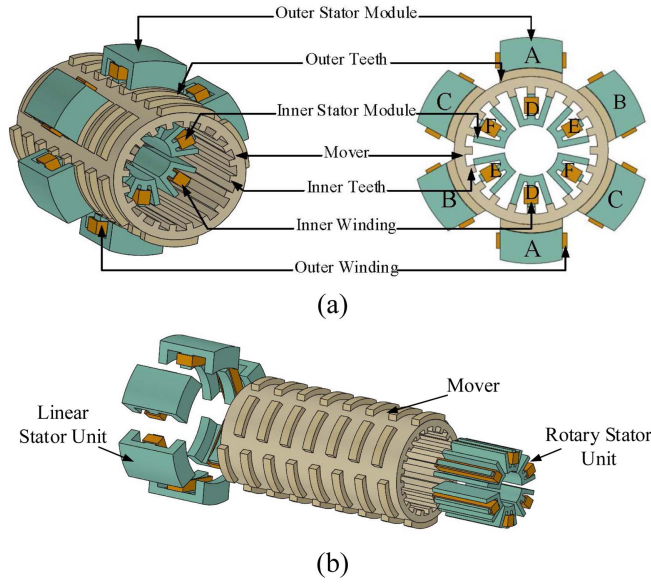 Outer Stator Module
Outer Teeth
Inner Stator Module
Mover
Inner Teeth
Inner Winding
Outer Winding
A
C
B
D
F
E
E
F
D
B
C
A
(a)
Mover
Linear
Stator Unit
Rotary Stator
Unit
(b)